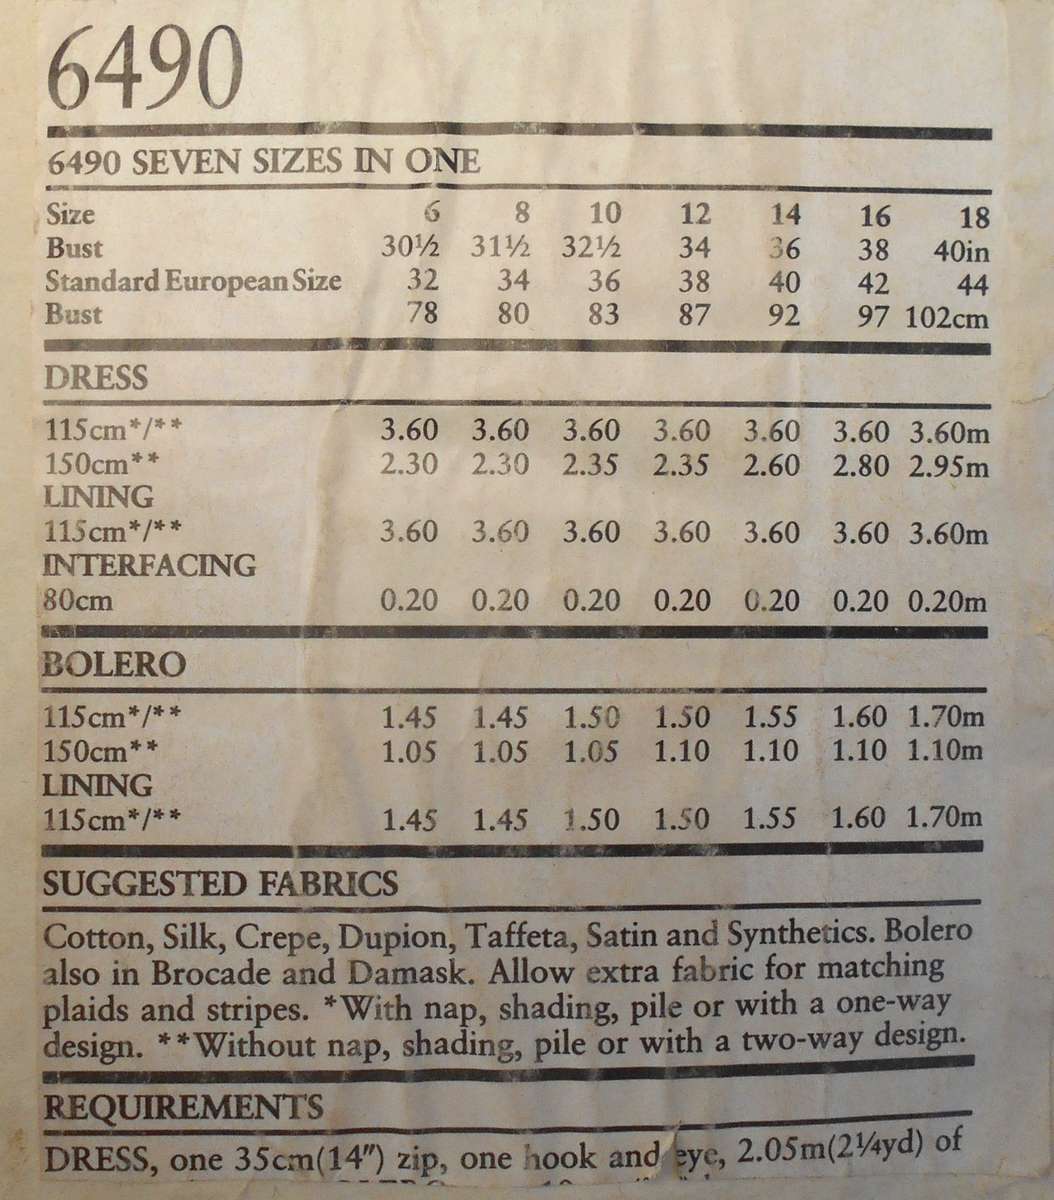 6490
6490 SEVEN SIZES IN ONE
Size 6 8 10 12 14 16 18
Bust 30½ 31½ 32½ 34 36 38 40in
Standard European Size 32 34 36 38 40 42 44
Bust 78 80 83 87 92 97 102cm
DRESS
115cm*/** 3.60 3.60 3.60 3.60 3.60 3.60 3.60m
150cm** 2.30 2.30 2.35 2.35 2.60 2.80 2.95m
LINING
115cm*/** 3.60 3.60 3.60 3.60 3.60 3.60 3.60m
INTERFACING
80cm 0.20 0.20 0.20 0.20 0.20 0.20 0.20m
BOLERO
115cm*/** 1.45 1.45 1.50 1.50 1.55 1.60 1.70m
150cm** 1.05 1.05 1.05 1.10 1.10 1.10 1.10m
LINING
115cm*/** 1.45 1.45 1.50 1.50 1.55 1.60 1.70m
SUGGESTED FABRICS
Cotton, Silk, Crepe, Dupion, Taffeta, Satin and Synthetics. Bolero
also in Brocade and Damask. Allow extra fabric for matching
plaids and stripes. *With nap, shading, pile or with a one-way
design. **Without nap, shading, pile or with a two-way design.
REQUIREMENTS
DRESS, one 35cm(14") zip, one hook and eye, 2.05m(2¼yd) of